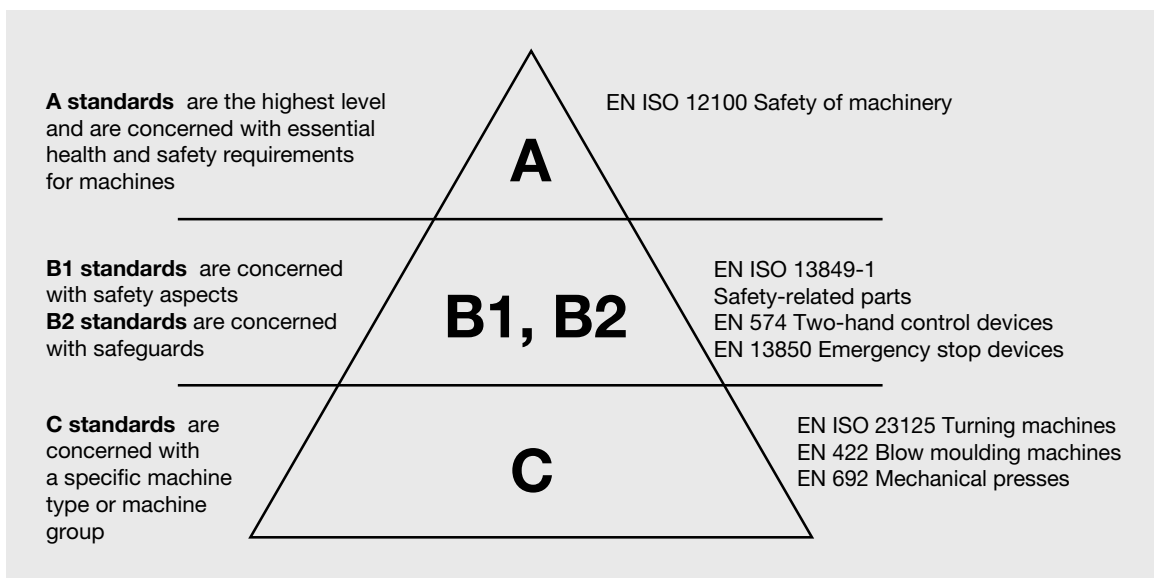 A standards are the highest level
and are concerned with essential
health and safety requirements
for machines
A
EN ISO 12100 Safety of machinery
B1 standards are concerned
with safety aspects
B2 standards are concerned
with safeguards
B1, B2
EN ISO 13849-1
Safety-related parts
EN 574 Two-hand control devices
EN 13850 Emergency stop devices
C standards are
concerned with
a specific machine
type or machine
group
C
EN ISO 23125 Turning machines
EN 422 Blow moulding machines
EN 692 Mechanical presses